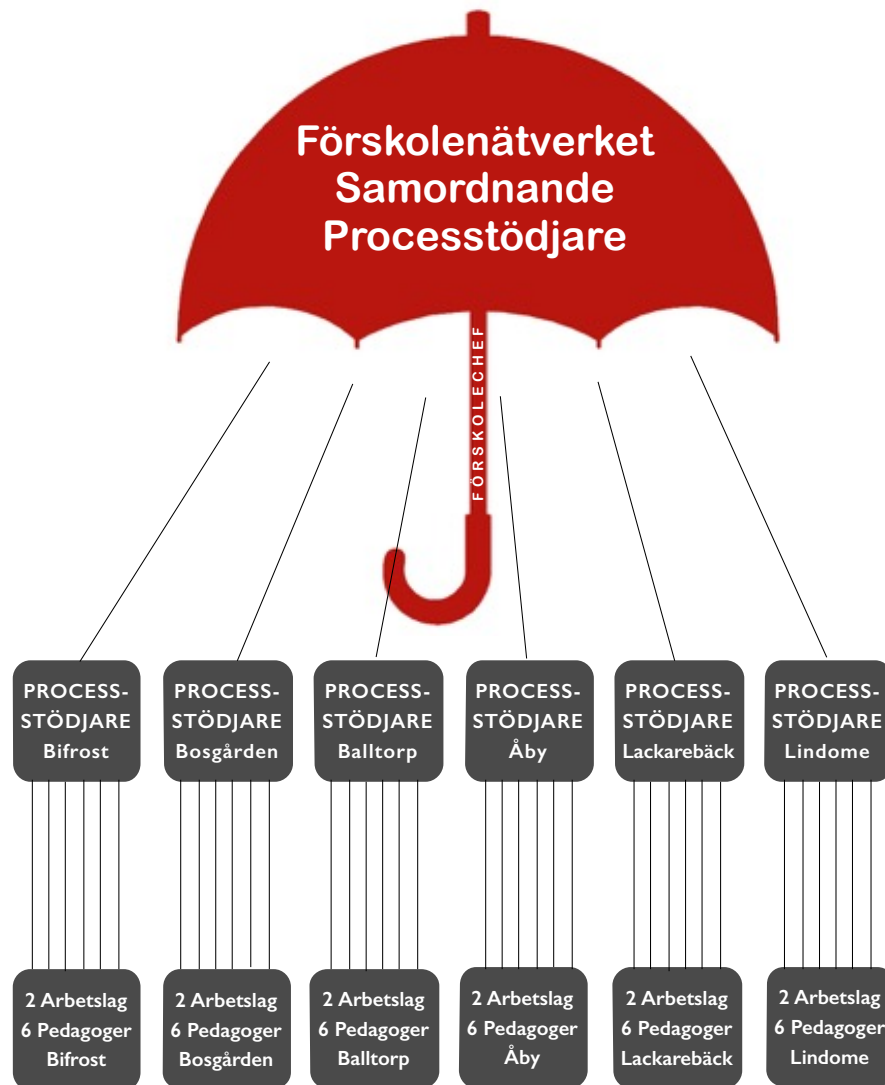 Förskolenätverket
Samordnande
Processtödjare
FÖRSKOLECHEF
PROCESS-
STÖDJARE
Bifrost
PROCESS-
STÖDJARE
Bosgården
PROCESS-
STÖDJARE
Balltorp
PROCESS-
STÖDJARE
Åby
PROCESS-
STÖDJARE
Lackarebäck
PROCESS-
STÖDJARE
Lindome
2 Arbetslag
6 Pedagoger
Bifrost
2 Arbetslag
6 Pedagoger
Bosgården
2 Arbetslag
6 Pedagoger
Balltorp
2 Arbetslag
6 Pedagoger
Åby
2 Arbetslag
6 Pedagoger
Lackarebäck
2 Arbetslag
6 Pedagoger
Lindome